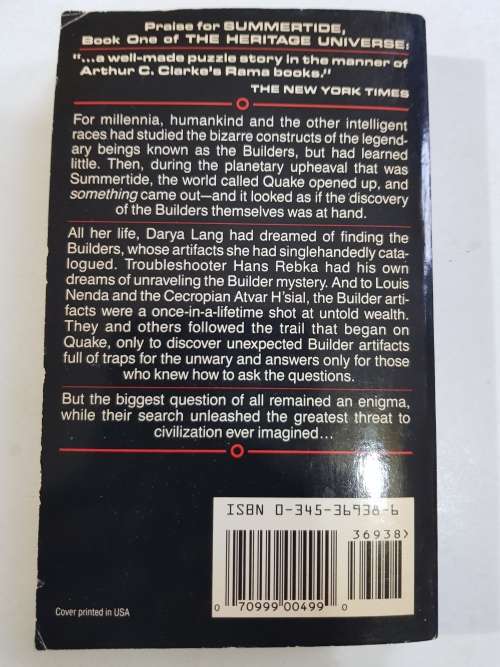 Praise for SUMMERTIDE,
Book One of THE HERITAGE UNIVERSE:
"...a well-made puzzle story in the manner of
Arthur C. Clarke's Rama books."
THE NEW YORK TIMES
For millennia, humankind and the other intelligent
races had studied the bizarre constructs of the legend-
ary beings known as the Builders, but had learned
little. Then, during the planetary upheaval that was
Summertide, the world called Quake opened up, and
something came out—and it looked as if the discovery
of the Builders themselves was at hand.
All her life, Darya Lang had dreamed of finding the
Builders, whose artifacts she had singlehandedly cata-
logued. Troubleshooter Hans Rebka had his own
dreams of unraveling the Builder mystery. And to Louis
Nenda and the Cecropian Atvar H'sial, the Builder arti-
facts were a once-in-a-lifetime shot at untold wealth.
They and others followed the trail that began on
Quake, only to discover unexpected Builder artifacts
full of traps for the unwary and answers only for those
who knew how to ask the questions.
But the biggest question of all remained an enigma,
while their search unleashed the greatest threat to
civilization ever imagined...
ISBN 0-345-36938-6
36938>
0 70999 00499 0
Cover printed in USA